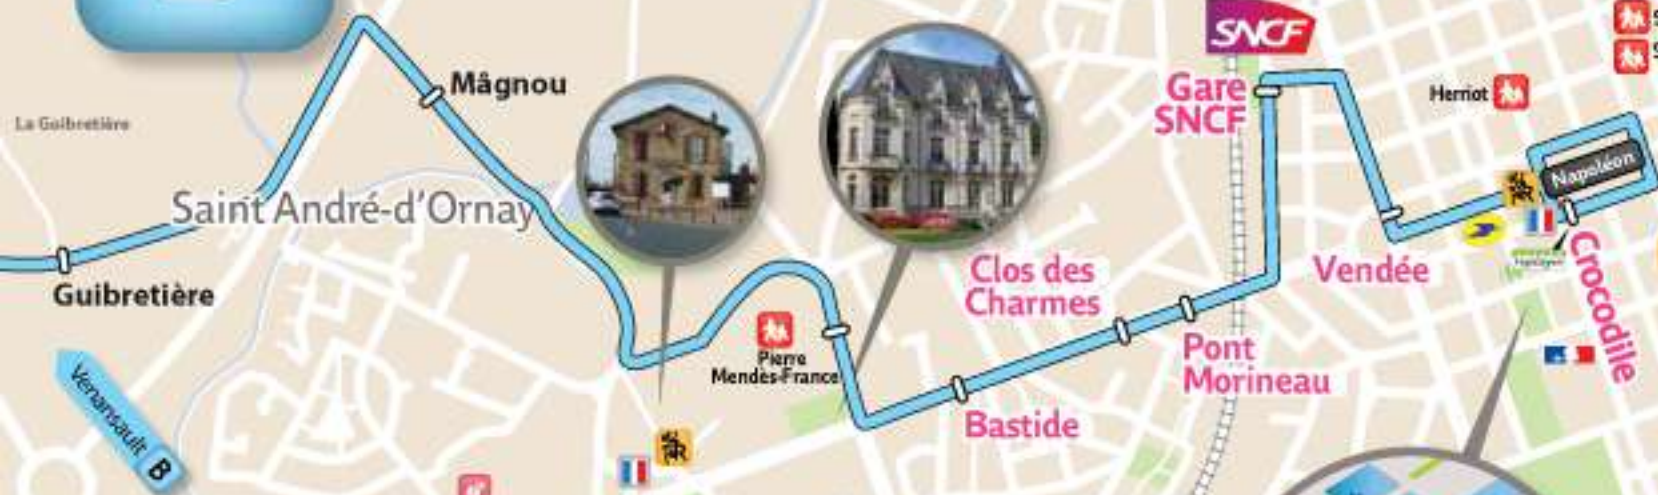 SNCF
Mâgnou
Gare
SNCF
Herriot
La Guibretière
Napoléon
Saint André-d'Ornay
Clos des
Charmes
Vendée
Guibretière
Crocodile
Pierre
Mendès-France
Pont
Morineau
Venansault B
Bastide